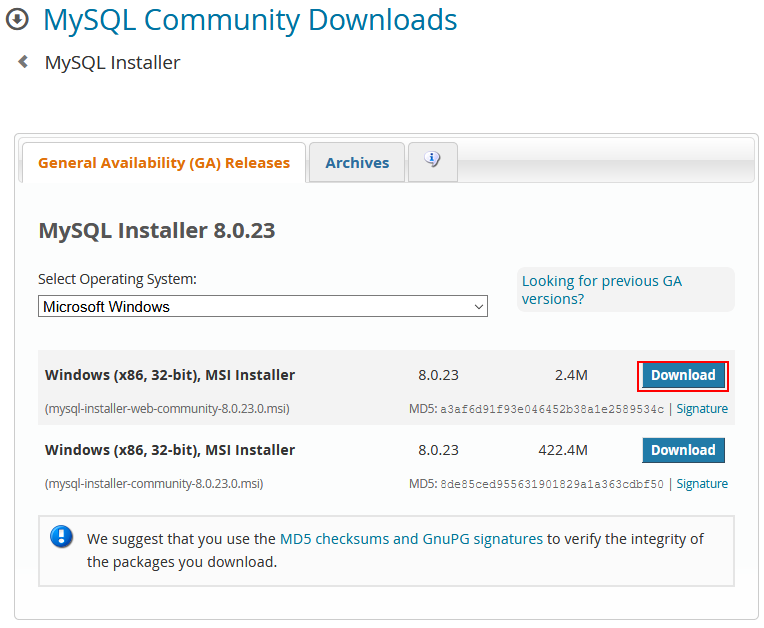 MySQL Community Downloads
MySQL Installer
General Availability (GA) Releases
Archives
MySQL Installer 8.0.23
Select Operating System:
Microsoft Windows
Looking for previous GA
versions?
Windows (x86, 32-bit), MSI Installer 8.0.23 2.4M Download
(mysql-installer-web-community-8.0.23.0.msi) MD5: a3af6d91f93e046452b38a1e2589534c | Signature
Windows (x86, 32-bit), MSI Installer 8.0.23 422.4M Download
(mysql-installer-community-8.0.23.0.msi) MD5: 8de85ced955631901829a1a363cdbf50 | Signature
We suggest that you use the MD5 checksums and GnuPG signatures to verify the integrity of
the packages you download.